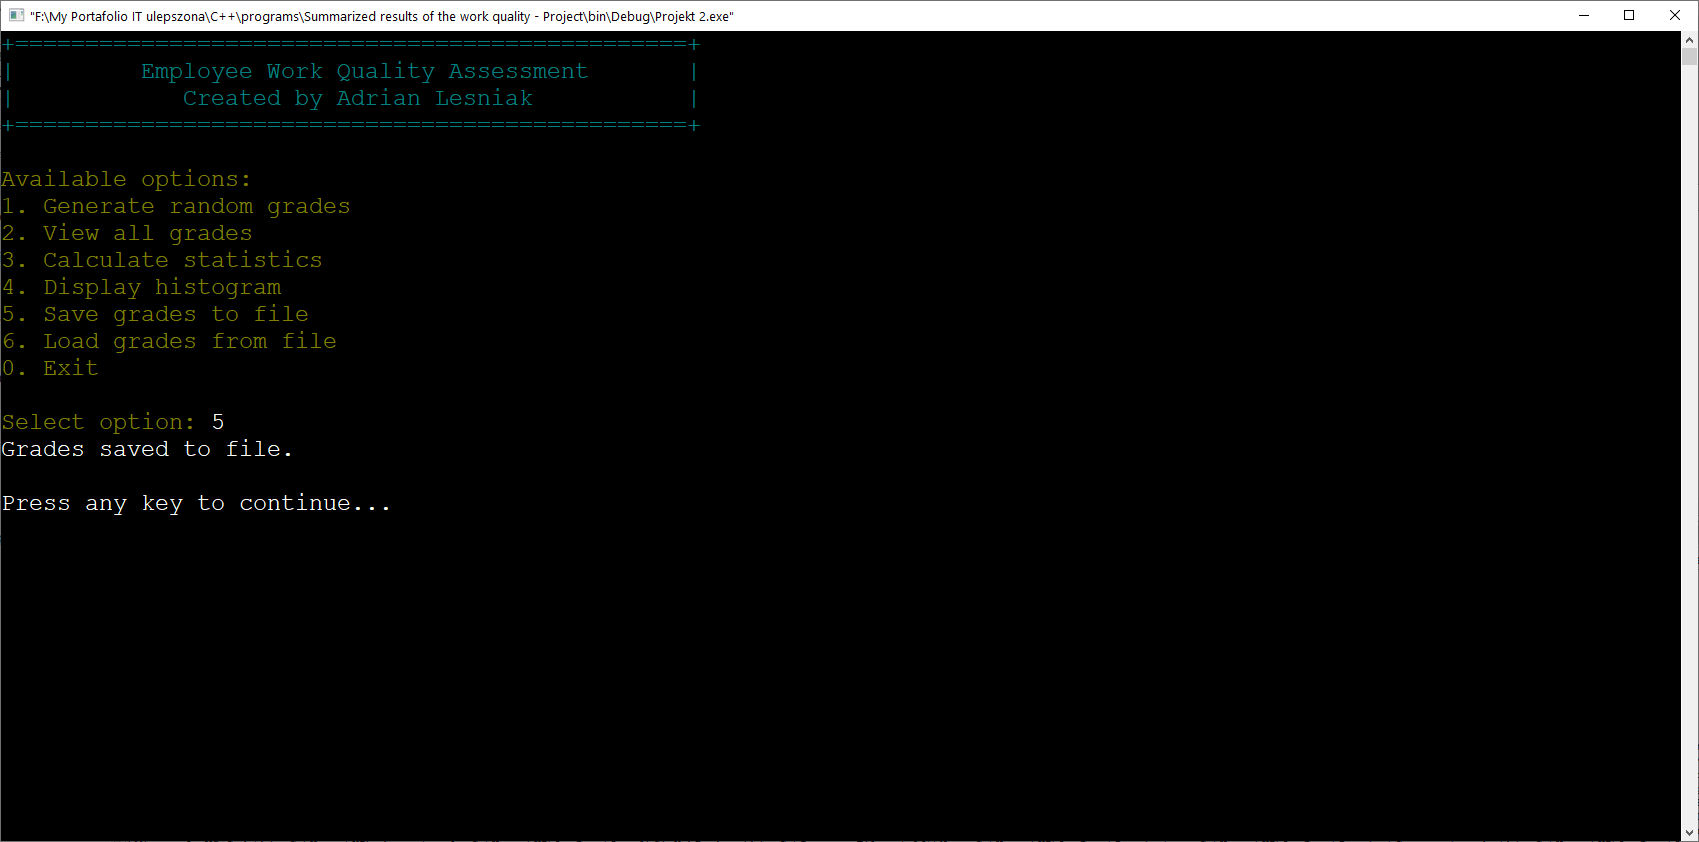 "F:\My Portafolio IT ulepszona\C++\programs\Summarized results of the work quality - Project\bin\Debug\Projekt 2.exe"
+================================================+
| Employee Work Quality Assessment |
| Created by Adrian Lesniak |
+================================================+
Available options:
1. Generate random grades
2. View all grades
3. Calculate statistics
4. Display histogram
5. Save grades to file
6. Load grades from file
0. Exit
Select option: 5
Grades saved to file.
Press any key to continue...